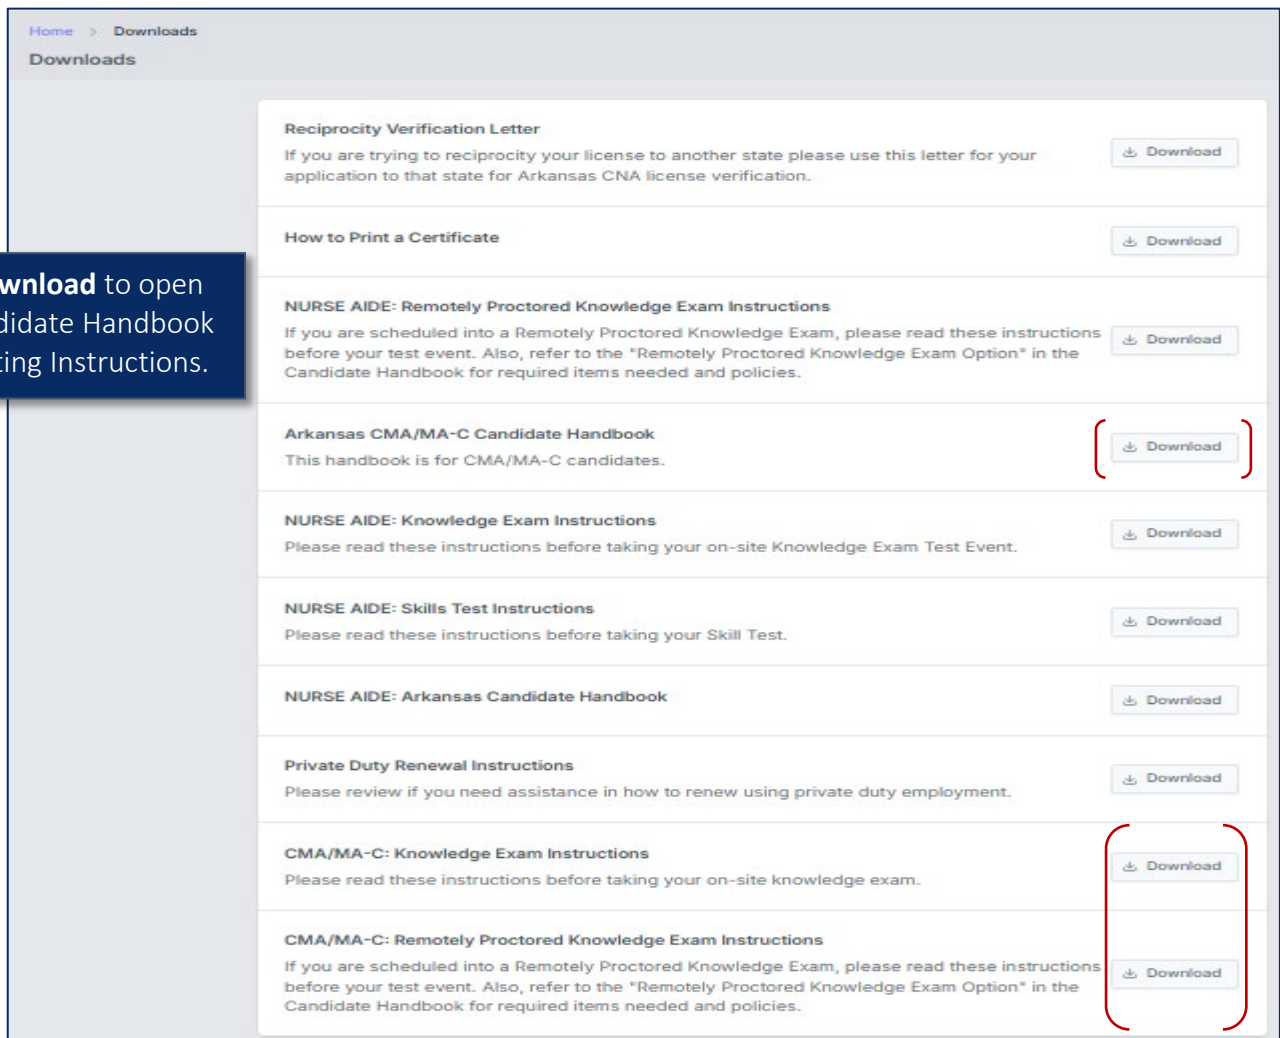 Home > Downloads
Downloads
Reciprocity Verification Letter
If you are trying to reciprocity your license to another state please use this letter for your
application to that state for Arkansas CNA license verification.
Download
How to Print a Certificate
Download
wnload to open
didate Handbook
ting Instructions.
NURSE AIDE: Remotely Proctored Knowledge Exam Instructions
If you are scheduled into a Remotely Proctored Knowledge Exam, please read these instructions
before your test event. Also, refer to the "Remotely Proctored Knowledge Exam Option" in the
Candidate Handbook for required items needed and policies.
Download
Arkansas CMA/MA-C Candidate Handbook
This handbook is for CMA/MA-C candidates.
Download
NURSE AIDE: Knowledge Exam Instructions
Please read these instructions before taking your on-site Knowledge Exam Test Event.
Download
NURSE AIDE: Skills Test Instructions
Please read these instructions before taking your Skill Test.
Download
NURSE AIDE: Arkansas Candidate Handbook
Download
Private Duty Renewal Instructions
Please review if you need assistance in how to renew using private duty employment.
Download
CMA/MA-C: Knowledge Exam Instructions
Please read these instructions before taking your on-site knowledge exam.
Download
CMA/MA-C: Remotely Proctored Knowledge Exam Instructions
If you are scheduled into a Remotely Proctored Knowledge Exam, please read these instructions
before your test event. Also, refer to the "Remotely Proctored Knowledge Exam Option" in the
Candidate Handbook for required items needed and policies.
Download